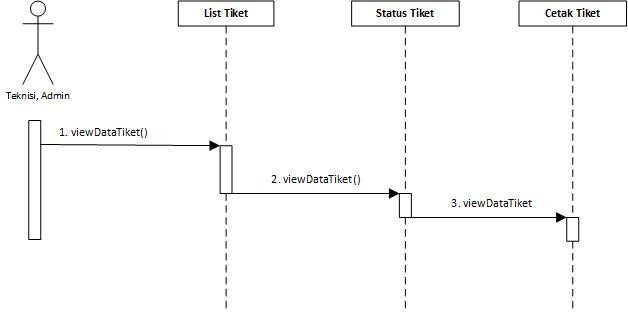 List Tiket
Status Tiket
Cetak Tiket
Teknisi, Admin
1. viewDataTiket()
2. viewDataTiket()
3. viewDataTiket